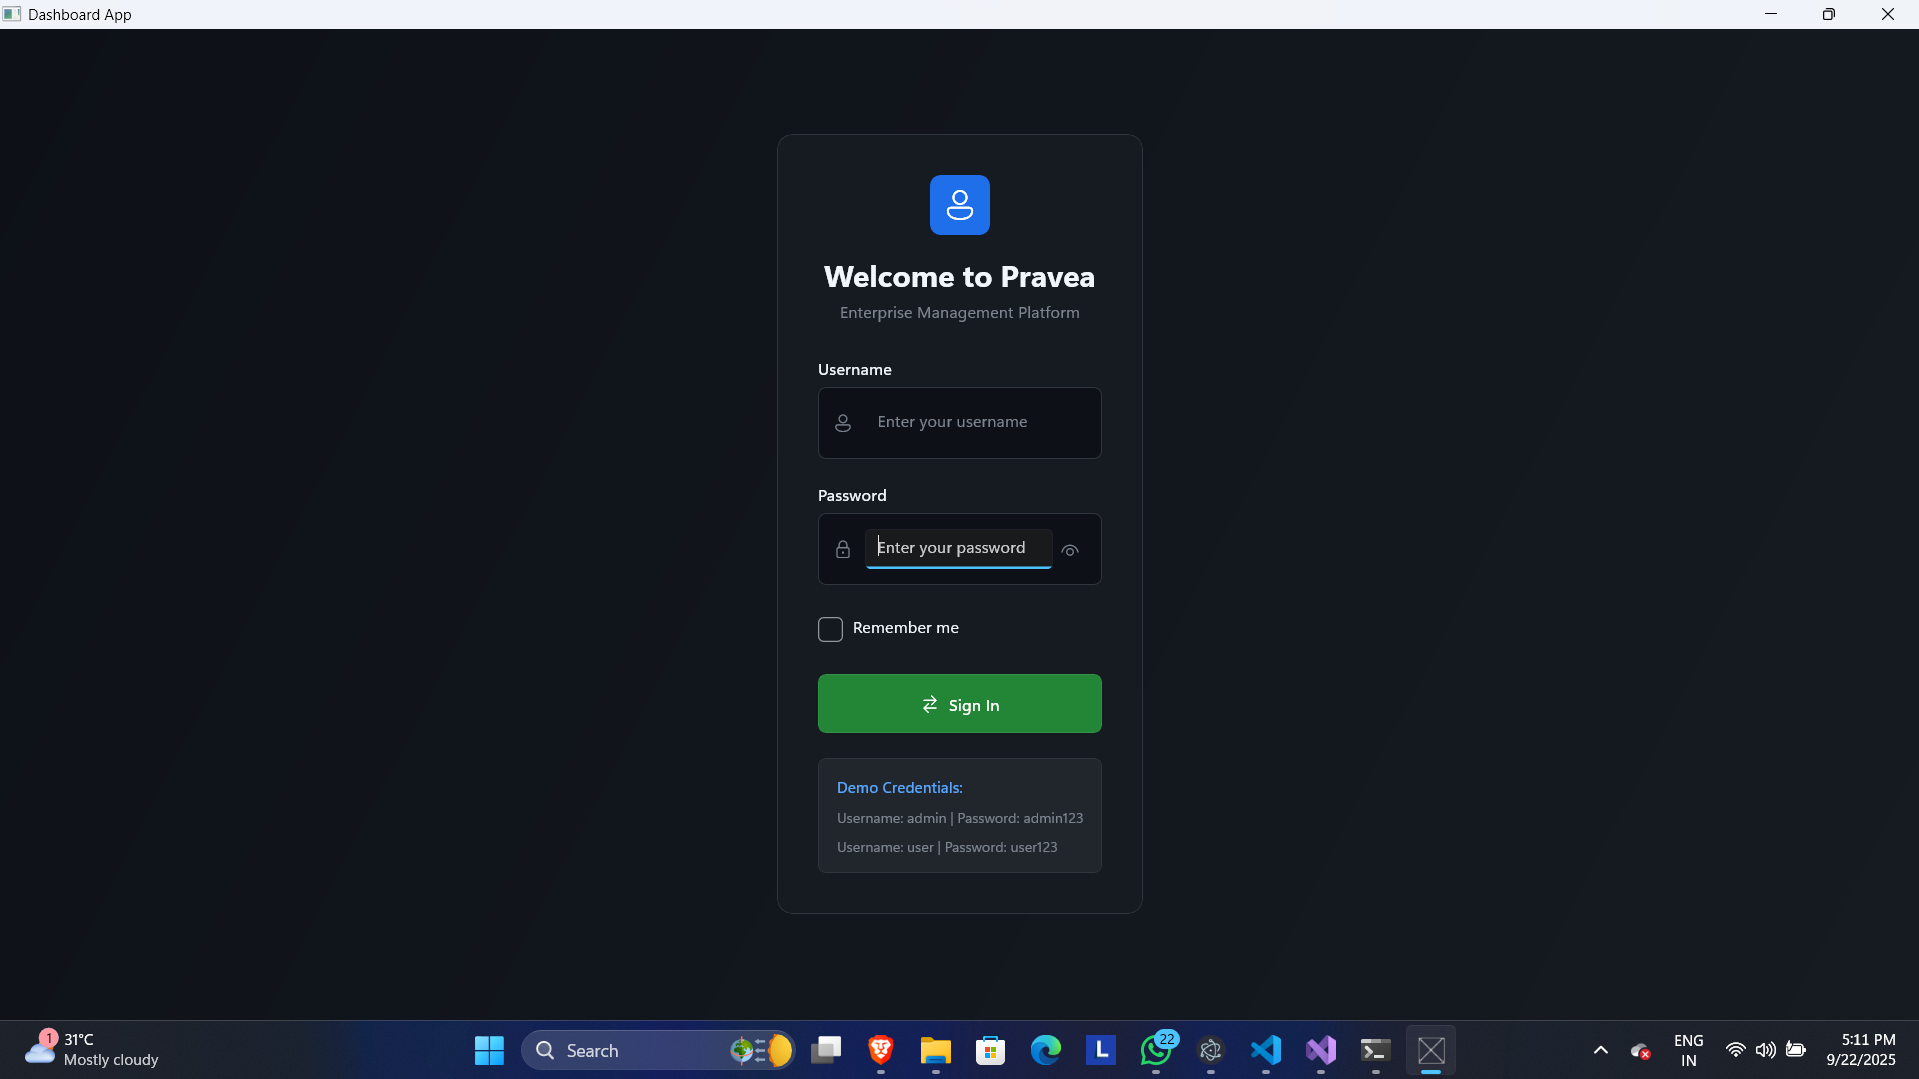 Dashboard App
Welcome to Pravea
Enterprise Management Platform
Username
Enter your username
Password
Enter your password
Remember me
Sign In
Demo Credentials:
Username: admin | Password: admin123
Username: user | Password: user123
1
31°C
Mostly cloudy
Search
L
22
ENG
IN
5:11 PM
9/22/2025